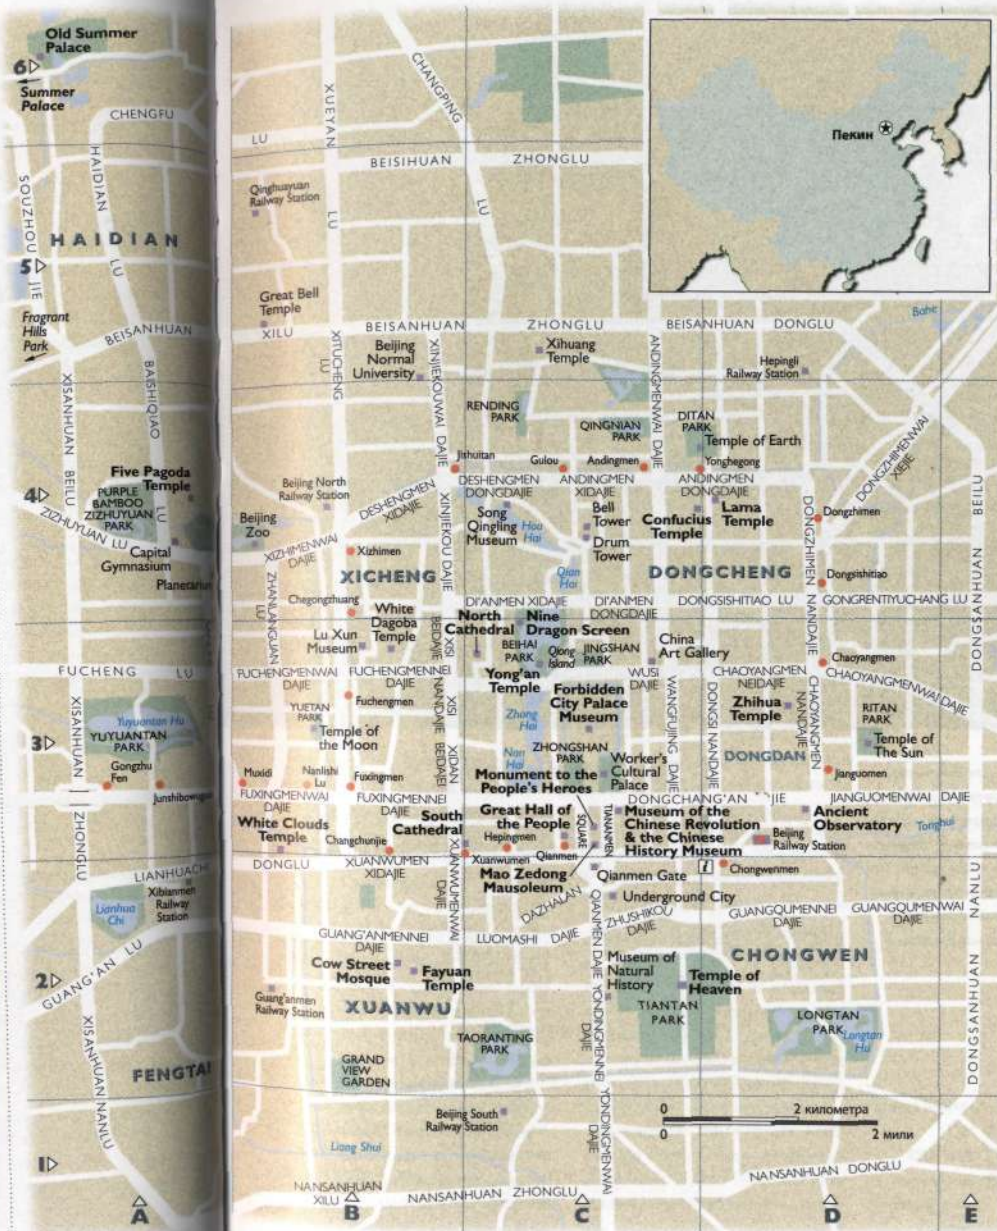 Old Summer
Palace
6
Summer
Palace
CHENGFU
SOUZHOU
JIE
HAIDIAN
LU
HAIDIAN
5
Fragrant
Hills
Park
BEISANHUAN
XISANHUAN
BEILU
BAISHIQIAO
LU
Five Pagoda
Temple
4
PURPLE
BAMBOO
ZIZHUYUAN
PARK
ZIZHUYUAN LU
Capital
Gymnasium
FUCHENG LU
XISANHUAN
ZHONGLU
Yuyuantan Hu
YUYUANTAN
PARK
3
Gongzhu
Fen
LIANHUACHI
Xibianmen
Railway
Station
Lianhua
Chi
GUANG'AN LU
2
XISANHUAN NANLU
1
A
XUEYAN
LU
CHANGPING
LU
LU
BEISIHUAN ZHONGLU
Пекин
Qinghuayuan
Railway Station
Great Bell
Temple
XILU
BEISANHUAN ZHONGLU
BEISANHUAN DONGLU
XITUCHENG
LU
Beijing
Normal
University
XINJIEKOUWAI DAJIE
Xihuang
Temple
ANDINGMENWAI DAJIE
Hepingli
Railway Station
RENDING
PARK
QINGNIAN
PARK
DITAN
PARK
Temple of Earth
DONGZHIMENWAI
XIEJIE
Jishuitan
Gulou
Andingmen
Yonghegong
Beijing North
Railway Station
DESHENGMEN
XIDAJIE
DESHENGMEN
DONGDAJIE
ANDINGMEN
XIDAJIE
ANDINGMEN
DONGDAJIE
Beijing
Zoo
XIZHIMENWAI
DAJIE
Xizhimen
XINJIEKOU DAJIE
Song
Qingling
Museum
Hou
Hai
Bell
Tower
Drum
Tower
Confucius
Temple
Lama
Temple
Dongzhimen
DONGZHIMEN NANDAJIE
XICHENG
Qian
Hai
DONGCHENG
Dongsishitiao
DONGSANHUAN BEILU
ZHANLANGUAN
LU
Chegongzhuang
DI'ANMEN XIDAJIE
DI'ANMEN
DONGDAJIE
DONGSISHITIAO LU
GONGRENTIYUCHANG LU
White
Dagoba
Temple
Lu Xun
Museum
XISI
BEIDAJIE
North
Cathedral
Nine
Dragon Screen
BEIHAI
PARK
Qiong
Island
JINGSHAN
PARK
China
Art Gallery
Chaoyangmen
FUCHENGMENWAI
DAJIE
FUCHENGMENNEI
DAJIE
Yong'an
Temple
WUSI
DAJIE
CHAOYANGMEN
NEIDAJIE
CHAOYANGMENWAI DAJIE
Fuchengmen
XISI
NANDAJIE
Forbidden
City Palace
Museum
WANGFUJING DAJIE
DONGSI NANDAJIE
Zhihua
Temple
CHAOYANGMEN
NANDAJIE
RITAN
PARK
YUETAN
PARK
Temple of
the Moon
Zhong
Hai
Nan
Hai
ZHONGSHAN
PARK
Worker's
Cultural
Palace
DONGDAN
Temple of
The Sun
Muxidi
Nanlishi
Lu
Fuxingmen
XIDAN
Monument to the
People's Heroes
Jianguomen
FUXINGMENWAI
DAJIE
FUXINGMENNEI
DAJIE
JIANGUOMENWAI DAJIE
White Clouds
Temple
South
Cathedral
Great Hall of
the People
TIANANMEN
SQUARE
Museum of the
Chinese Revolution
& the Chinese
History Museum
Ancient
Observatory
Beijing
Railway Station
Tonghui
Changchunjie
Hepingmen
Qianmen
DONGLU
XUANWUMEN
XIDAJIE
Xuanwumen
Mao Zedong
Mausoleum
Qianmen Gate
i
Chongwenmen
XUANWUMENWAI
DAJIE
DAZHALAN
Underground City
ZHUSHIKOU
DAJIE
GUANGQUMENNEI
DAJIE
GUANGQUMENWAI
DAJIE
GUANG'ANMENNEI
DAJIE
LUOMASHI DAJIE
QIANMEN DAJIE
CHONGWEN
Cow Street
Mosque
Fayuan
Temple
Museum of
Natural
History
Temple of
Heaven
TIANTAN
PARK
Guang'anmen
Railway Station
XUANWU
YONGDINGMENNEI
DAJIE
LONGTAN
PARK
Longtan
Hu
DONGSANHUAN NANLU
TAORANTING
PARK
GRAND
VIEW
GARDEN
Beijing South
Railway Station
Liang Shui
YONGDINGMENWAI
DAJIE
0 2 километра
0 2 мили
NANSANHUAN
XILU
NANSANHUAN ZHONGLU
NANSANHUAN DONGLU
B
C
D
E